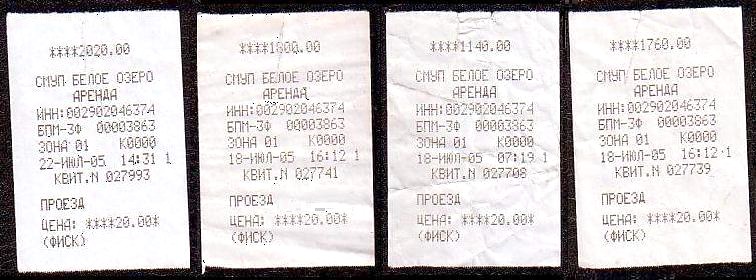 ****2020.00
СМУП БЕЛОЕ ОЗЕРО
АРЕНДА
ИНН:002902046374
БПМ-3Ф 00003863
ЗОНА 01 К0000
22-ИЮЛ-05 14:31 1
КВИТ.N 027993
ПРОЕЗД
ЦЕНА: ****20.00*
(ФИСК)
****1800.00
СМУП БЕЛОЕ ОЗЕРО
АРЕНДА
ИНН:002902046374
БПМ-3Ф 00003863
ЗОНА 01 К0000
18-ИЮЛ-05 16:12 1
КВИТ.N 027741
ПРОЕЗД
ЦЕНА: ****20.00*
(ФИСК)
****1140.00
СМУП БЕЛОЕ ОЗЕРО
АРЕНДА
ИНН:002902046374
БПМ-3Ф 00003863
ЗОНА 01 К0000
18-ИЮЛ-05 07:19 1
КВИТ.N 027708
ПРОЕЗД
ЦЕНА: ****20.00*
(ФИСК)
****1760.00
СМУП БЕЛОЕ ОЗЕРО
АРЕНДА
ИНН:002902046374
БПМ-3Ф 00003863
ЗОНА 01 К0000
18-ИЮЛ-05 16:12 1
КВИТ.N 027739
ПРОЕЗД
ЦЕНА: ****20.00*
(ФИСК)